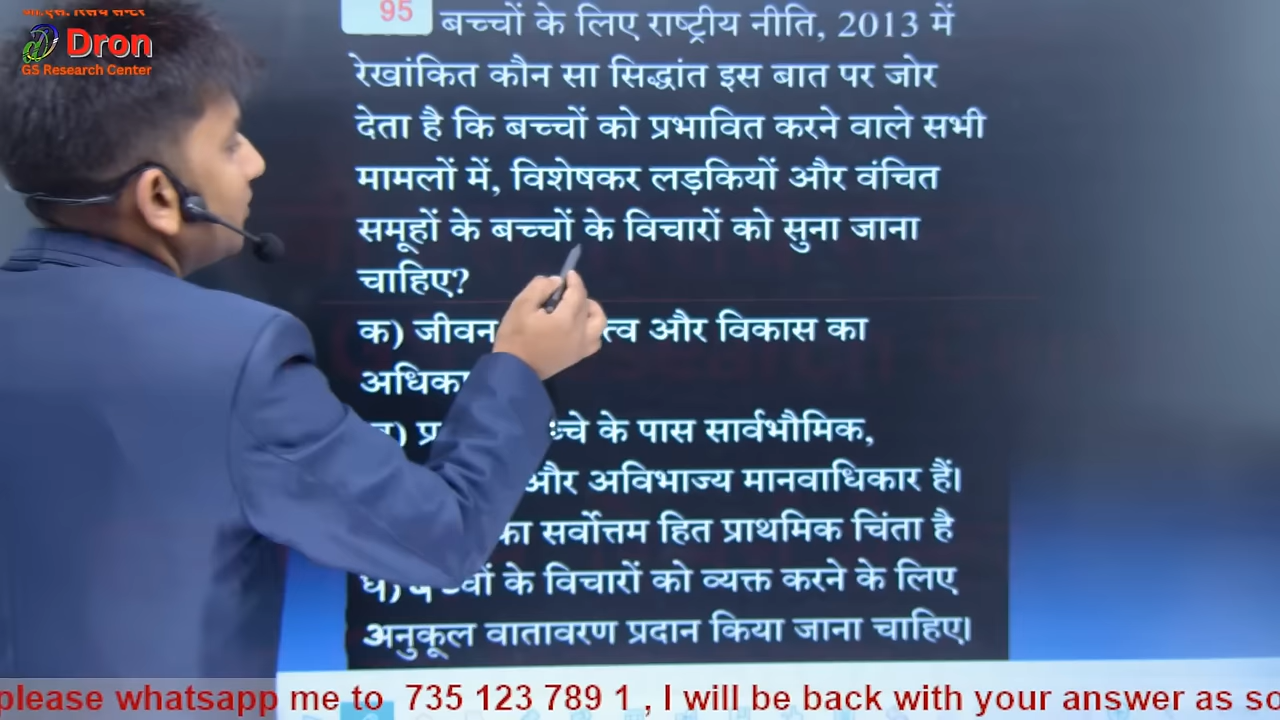 Dron
GS Research Center
95
बच्चों के लिए राष्ट्रीय नीति, 2013 में
रेखांकित कौन सा सिद्धांत इस बात पर जोर
देता है कि बच्चों को प्रभावित करने वाले सभी
मामलों में, विशेषकर लड़कियों और वंचित
समूहों के बच्चों के विचारों को सुना जाना
चाहिए?
क) जीवन और विकास का
के पास सार्वभौमिक,
और अविभाज्य मानवाधिकार हैं।
का सर्वोत्तम हित प्राथमिक चिंता है
के विचारों को व्यक्त करने के लिए
अनुकूल वातावरण प्रदान किया जाना चाहिए।
please whatsapp me to 735 123 789 1 , I will be back with your answer as